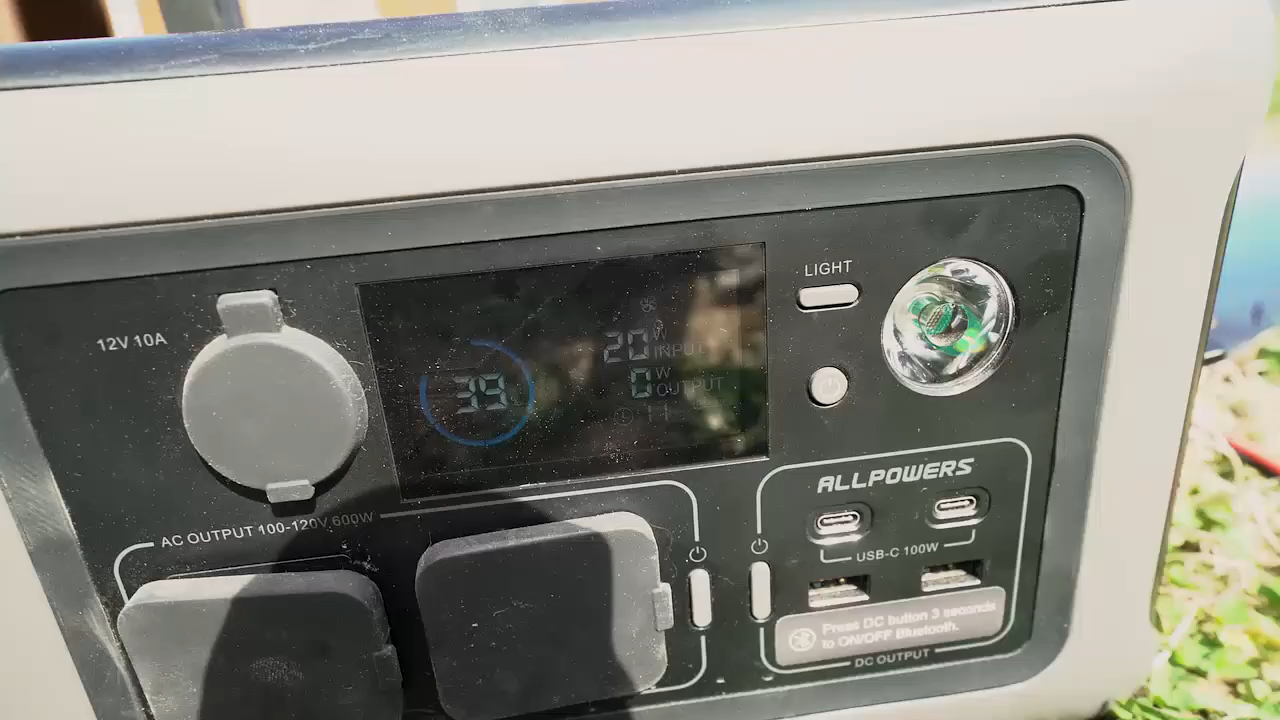 LIGHT
12V 10A
20 W
INPUT
39
0 W
OUTPUT
11
ALLPOWERS
AC OUTPUT 100-120V 600W
USB-C 100W
Press DC button 3 seconds
to ON/OFF Bluetooth.
DC OUTPUT